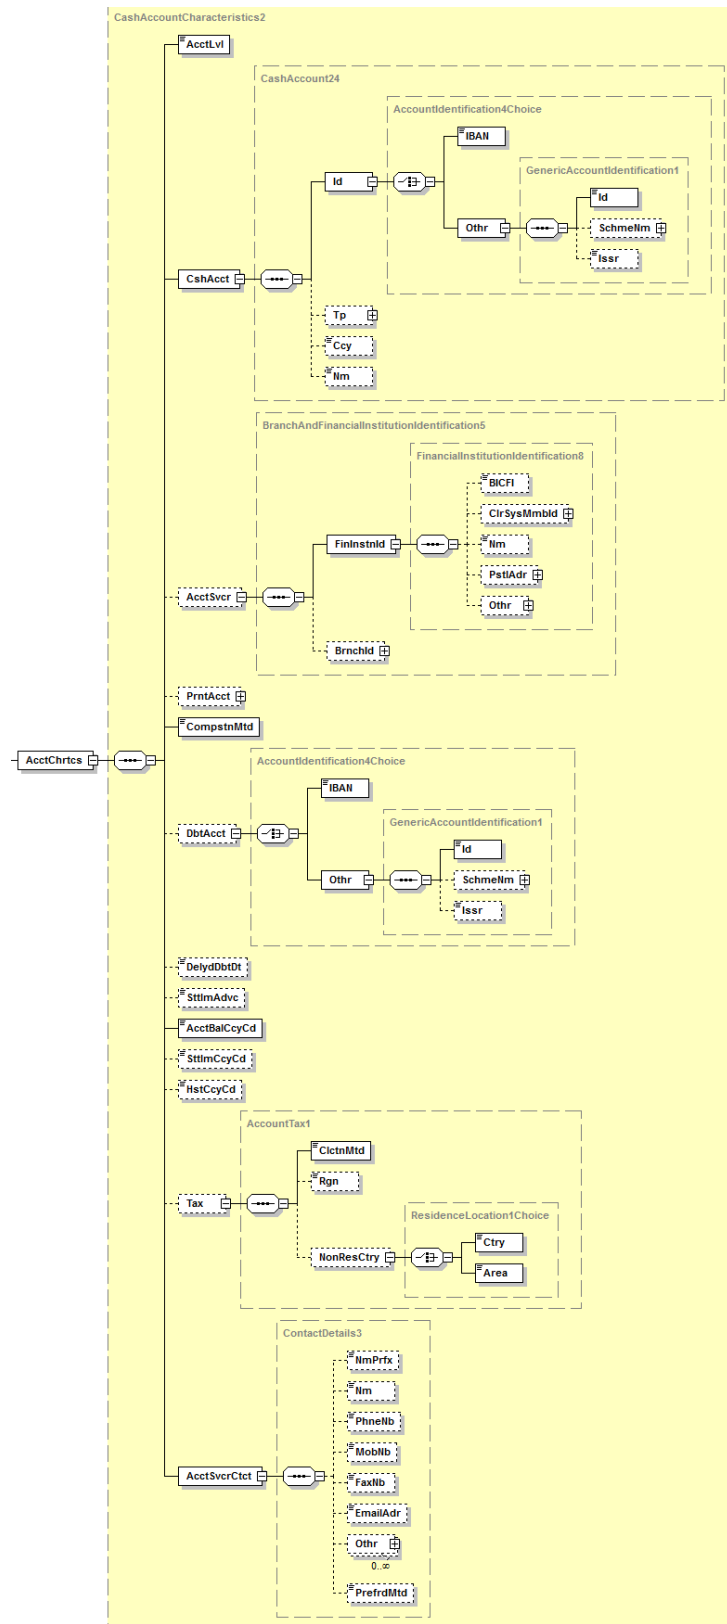 CashAccountCharacteristics2
AcctLvl
CashAccount24
AccountIdentification4Choice
IBAN
GenericAccountIdentification1
Id
Id
Othr
SchmeNm
Issr
CshAcct
Tp
Ccy
Nm
BranchAndFinancialInstitutionIdentification5
FinancialInstitutionIdentification8
BICFI
ClrSysMmbId
FinInstnId
Nm
PstlAdr
AcctSvcr
Othr
BrnchId
PrntAcct
CompstnMtd
AcctChrtcs
AccountIdentification4Choice
IBAN
GenericAccountIdentification1
DbtAcct
Id
Othr
SchmeNm
Issr
DelydDbtDt
SttlmAdvc
AcctBalCcyCd
SttlmCcyCd
HstCcyCd
AccountTax1
ClctnMtd
Rgn
Tax
ResidenceLocation1Choice
Ctry
NonResCtry
Area
ContactDetails3
NmPrfx
Nm
PhneNb
MobNb
AcctSvcrCtct
FaxNb
EmailAdr
Othr
0..∞
PrefrdMtd